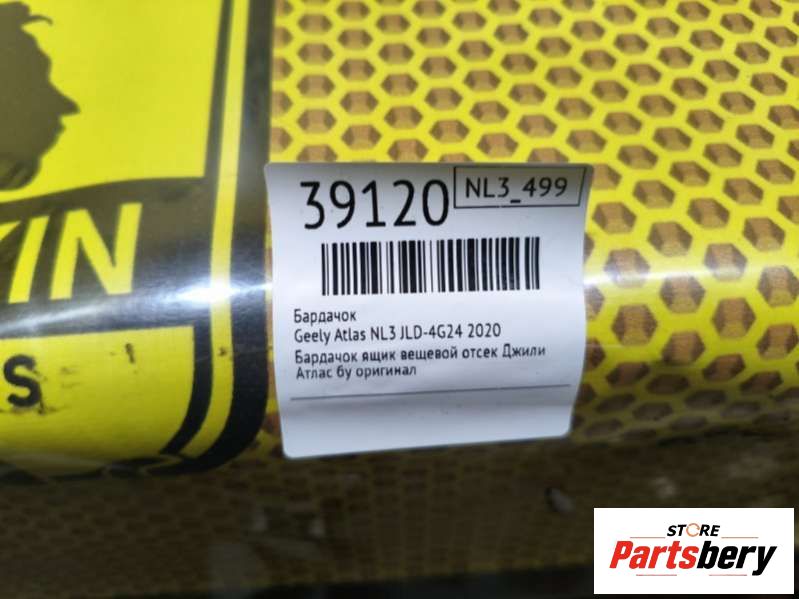 39120
NL3_499
Бардачок
Geely Atlas NL3 JLD-4G24 2020
Бардачок ящик вещевой отсек Джили
Атлас бу оригинал
STORE
Partsbery